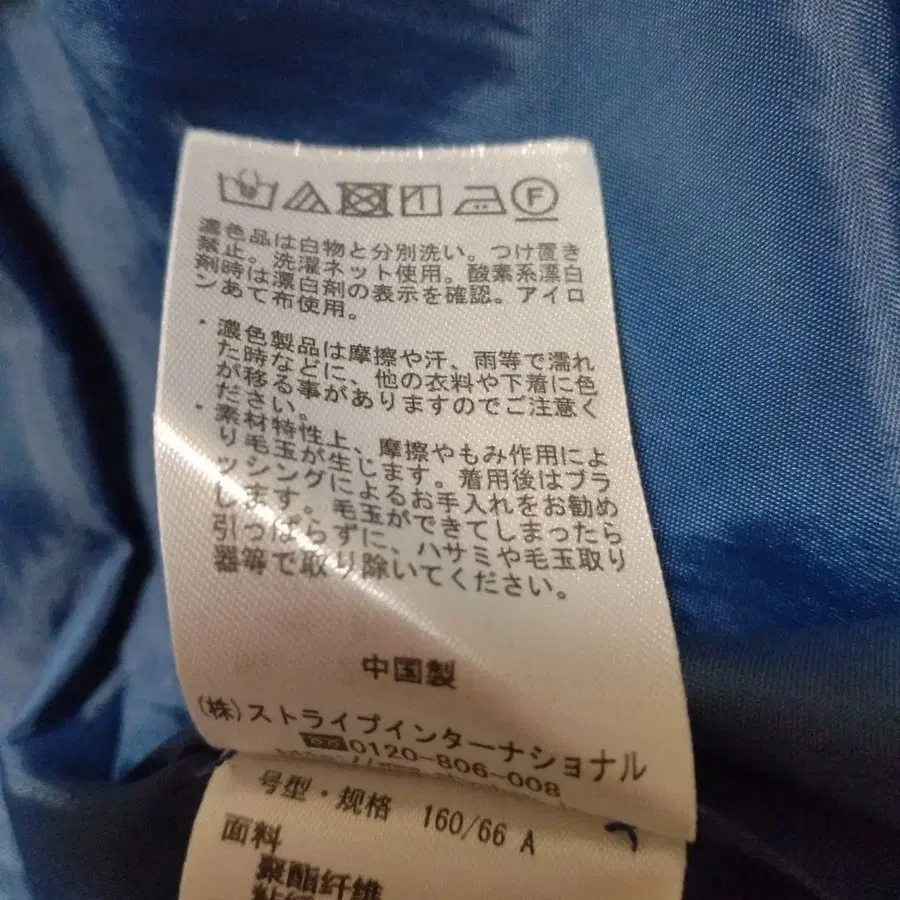 F
濃色品は白物と分別洗い。つけ置き
禁止。洗濯ネット使用。酸素系漂白
剤時は漂白剤の表示を確認。アイロ
ンあて布使用。
・濃色製品は摩擦や汗、雨等で濡れ
た時などに、他の衣料や下着に色
が移る事がありますのでご注意く
ださい。
・素材特性上、摩擦やもみ作用によ
り毛玉が生じます。着用後はブラ
ッシングによるお手入れをお勧め
します。毛玉ができてしまったら
引っぱらずに、ハサミや毛玉取り
器等で取り除いてください。
中国製
(株)ストライプインターナショナル
0120-806-008
号型・规格 160/66 A
面料
聚酯纤维